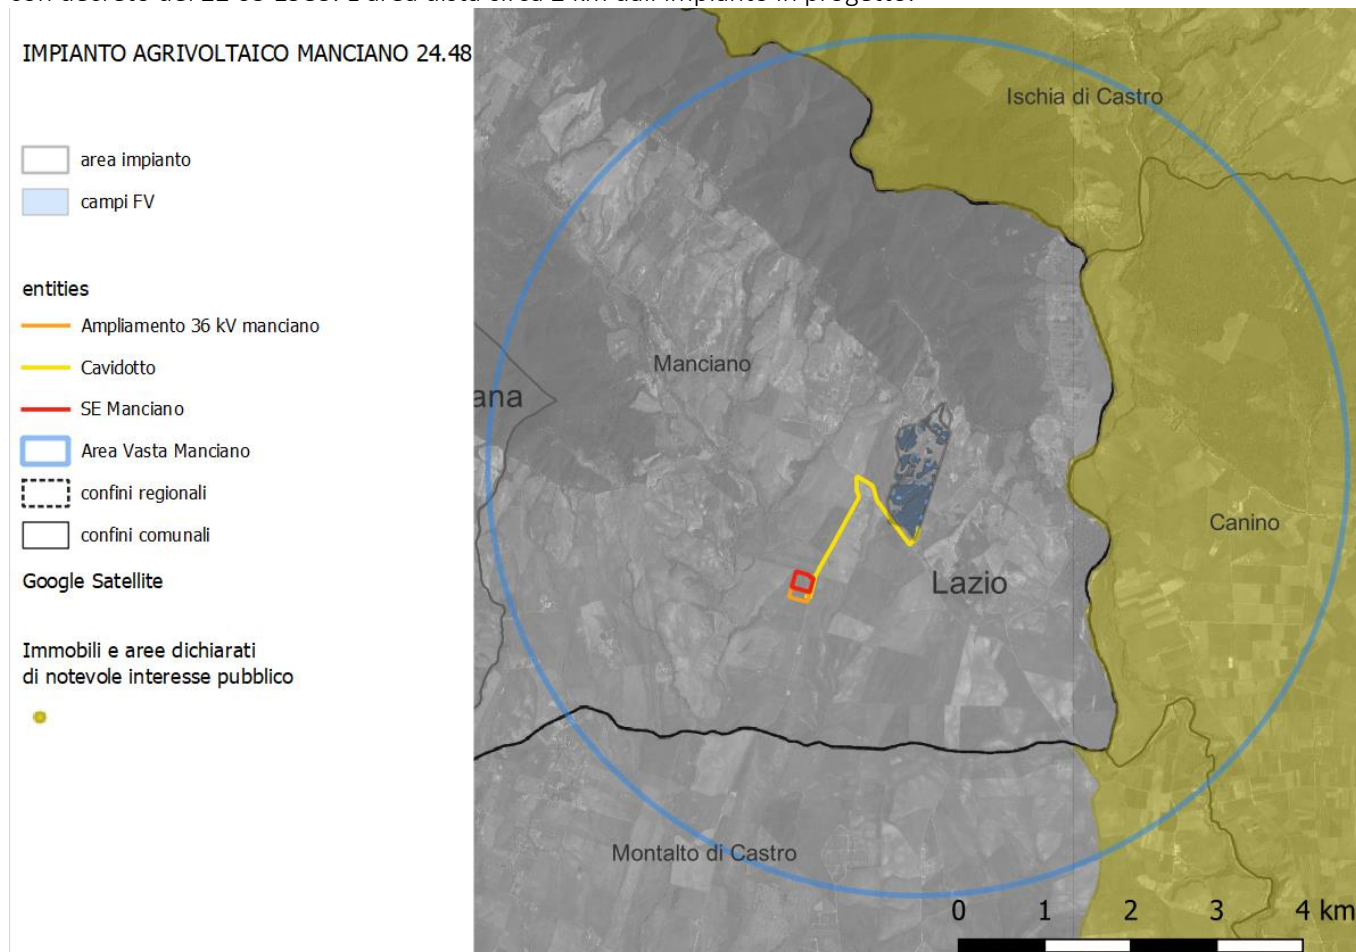 IMPIANTO AGRIVOLTAICO MANCIANO 24.48
area impianto
campi FV
entities
Ampliamento 36 kV manciano
Cavidotto
SE Manciano
Area Vasta Manciano
confini regionali
confini comunali
Google Satellite
Immobili e aree dichiarati
di notevole interesse pubblico
Ischia di Castro
Manciano
ana
Canino
Lazio
Montalto di Castro
0 1 2 3 4 km